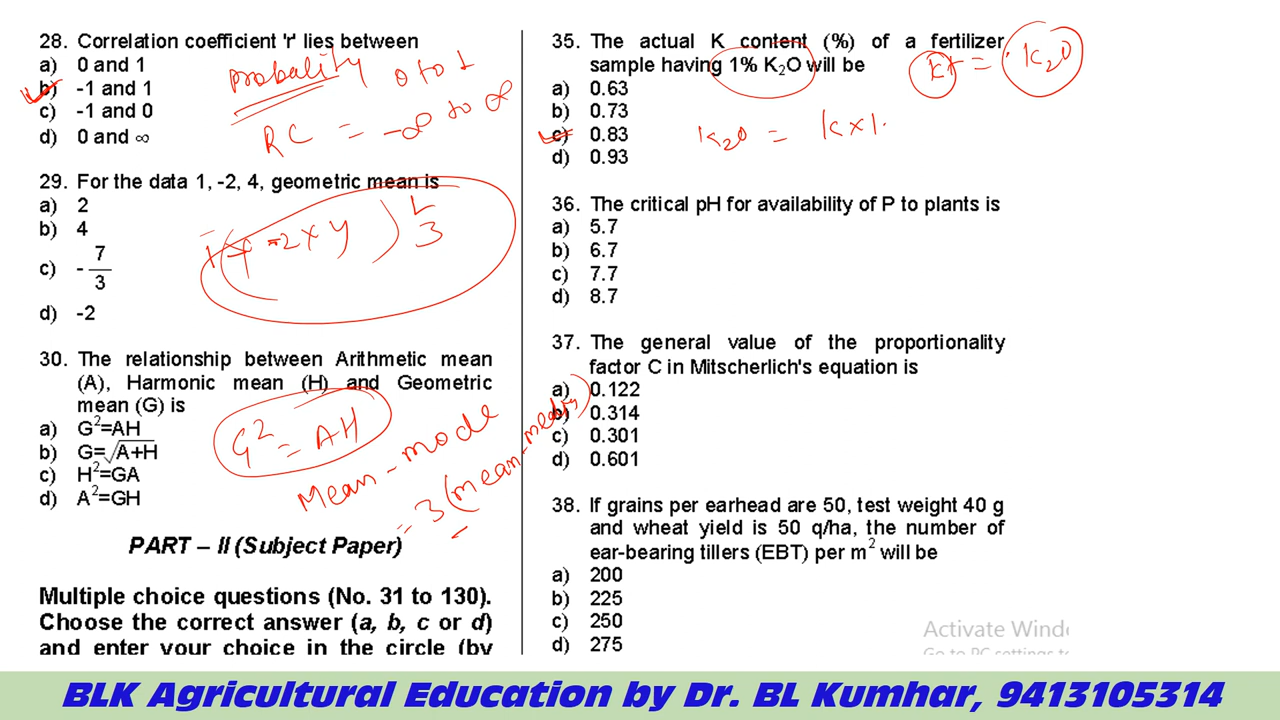 28. Correlation coefficient 'r' lies between
a) 0 and 1
b) -1 and 1
c) -1 and 0
d) 0 and ∞
probality 0 to 1
RC = -∞ to ∞
29. For the data 1, -2, 4, geometric mean is
a) 2
b) 4
c) - 7/3
d) -2
30. The relationship between Arithmetic mean
(A), Harmonic mean (H) and Geometric
mean (G) is
a) G²=AH
b) G=√A+H
c) H²=GA
d) A²=GH
G² = AH
Mean - mode
= 3 (mean-median)
PART – II (Subject Paper)
Multiple choice questions (No. 31 to 130).
Choose the correct answer (a, b, c or d)
and enter your choice in the circle (by
35. The actual K content (%) of a fertilizer
sample having 1% K₂O will be
a) 0.63
b) 0.73
c) 0.83
d) 0.93
K+ = K₂O
K₂O = K×1.
36. The critical pH for availability of P to plants is
a) 5.7
b) 6.7
c) 7.7
d) 8.7
37. The general value of the proportionality
factor C in Mitscherlich's equation is
a) 0.122
b) 0.314
c) 0.301
d) 0.601
38. If grains per earhead are 50, test weight 40 g
and wheat yield is 50 q/ha, the number of
ear-bearing tillers (EBT) per m² will be
a) 200
b) 225
c) 250
d) 275
BLK Agricultural Education by Dr. BL Kumhar, 9413105314